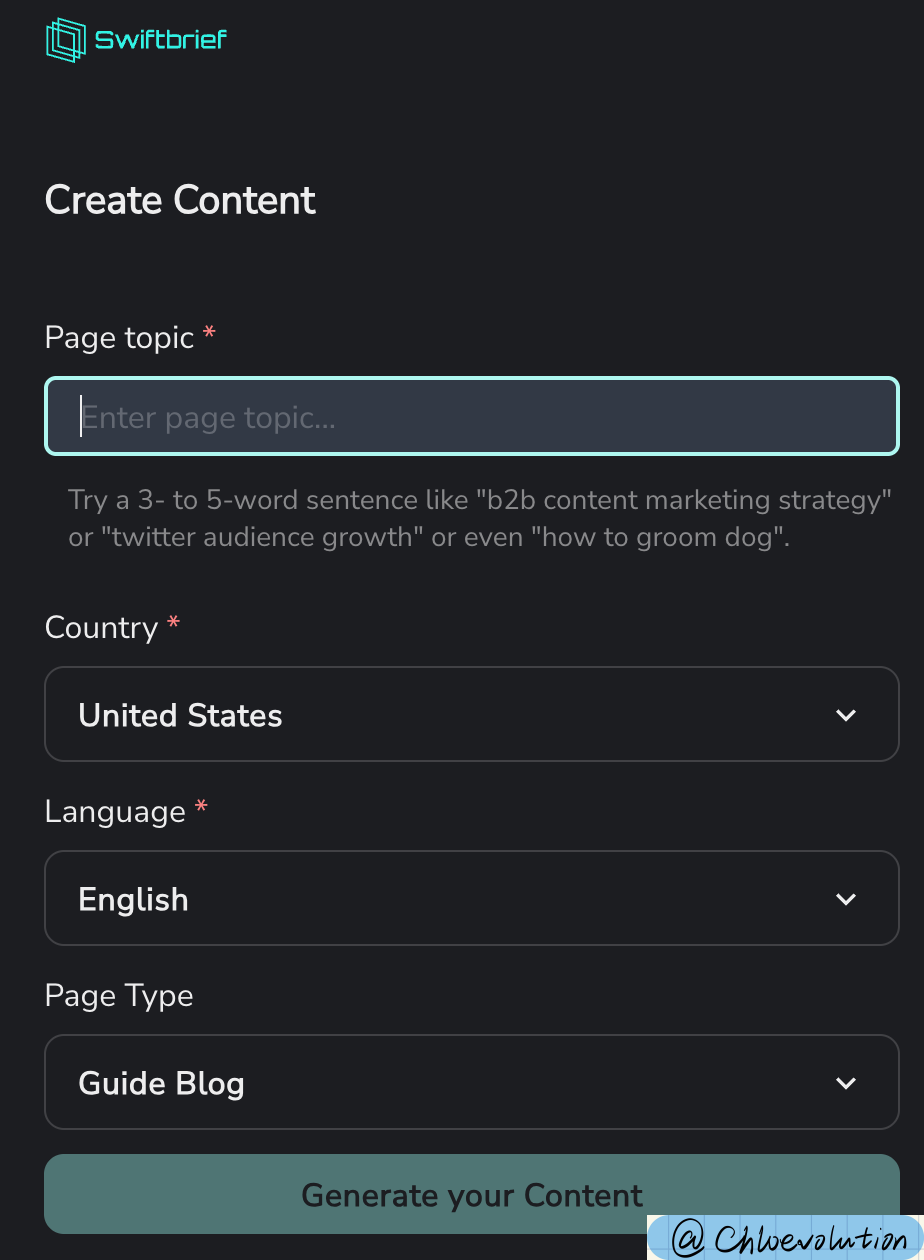 Swiftbrief
Create Content
Page topic *
Enter page topic...
Try a 3- to 5-word sentence like "b2b content marketing strategy"
or "twitter audience growth" or even "how to groom dog".
Country *
United States
Language *
English
Page Type
Guide Blog
Generate your Content
@ Chloevolution